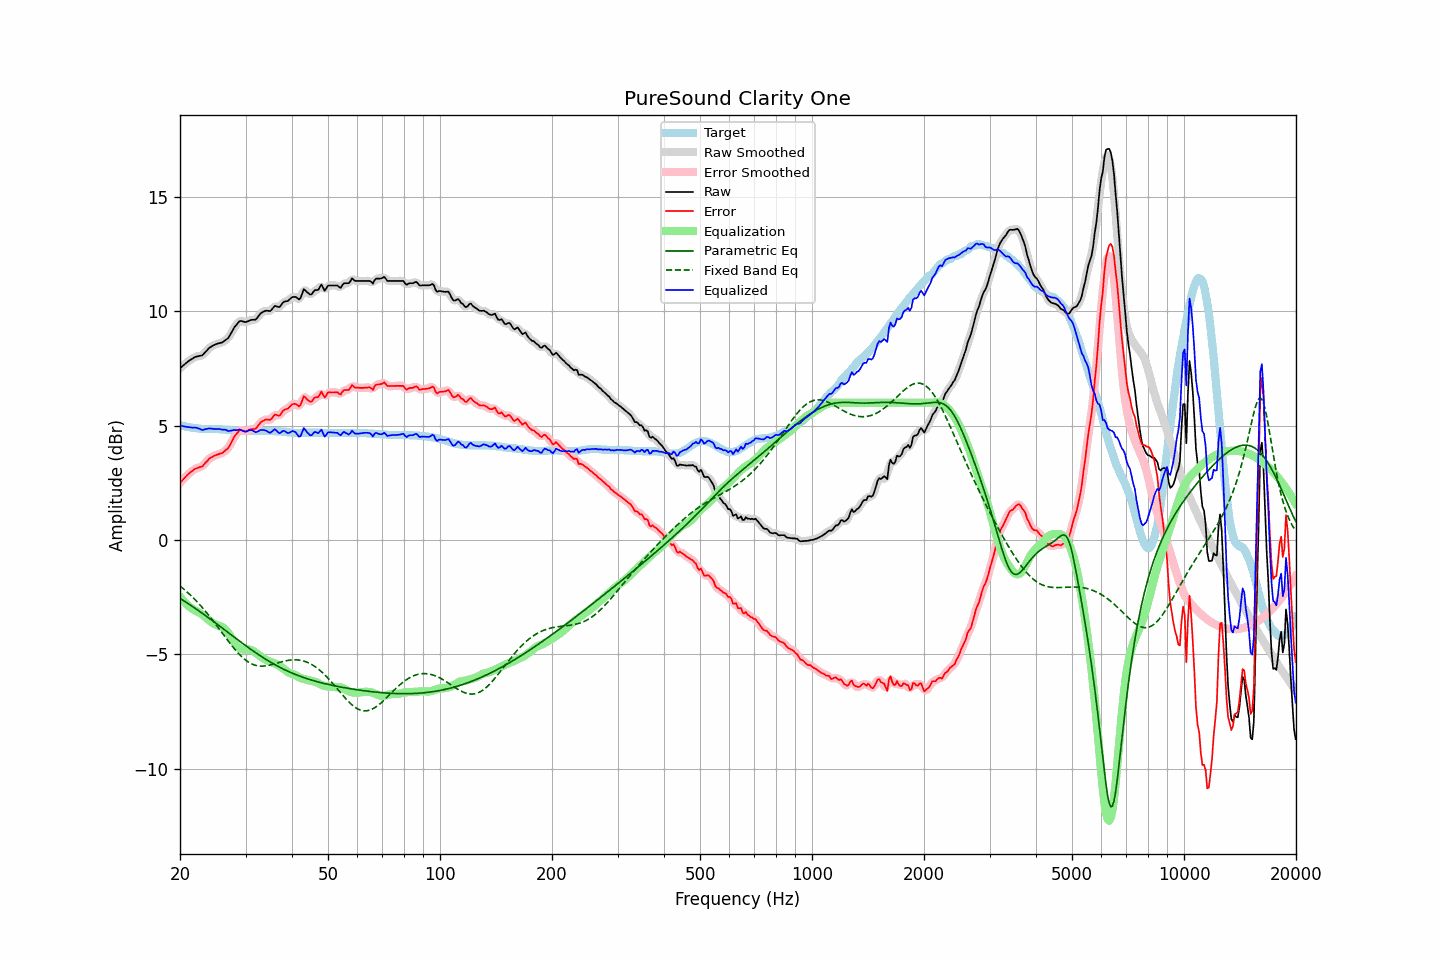 PureSound Clarity One
Target
Raw Smoothed
Error Smoothed
Raw
Error
Equalization
Parametric Eq
Fixed Band Eq
Equalized
15
10
5
0
−5
−10
Amplitude (dBr)
20
50
100
200
500
1000
2000
5000
10000
20000
Frequency (Hz)